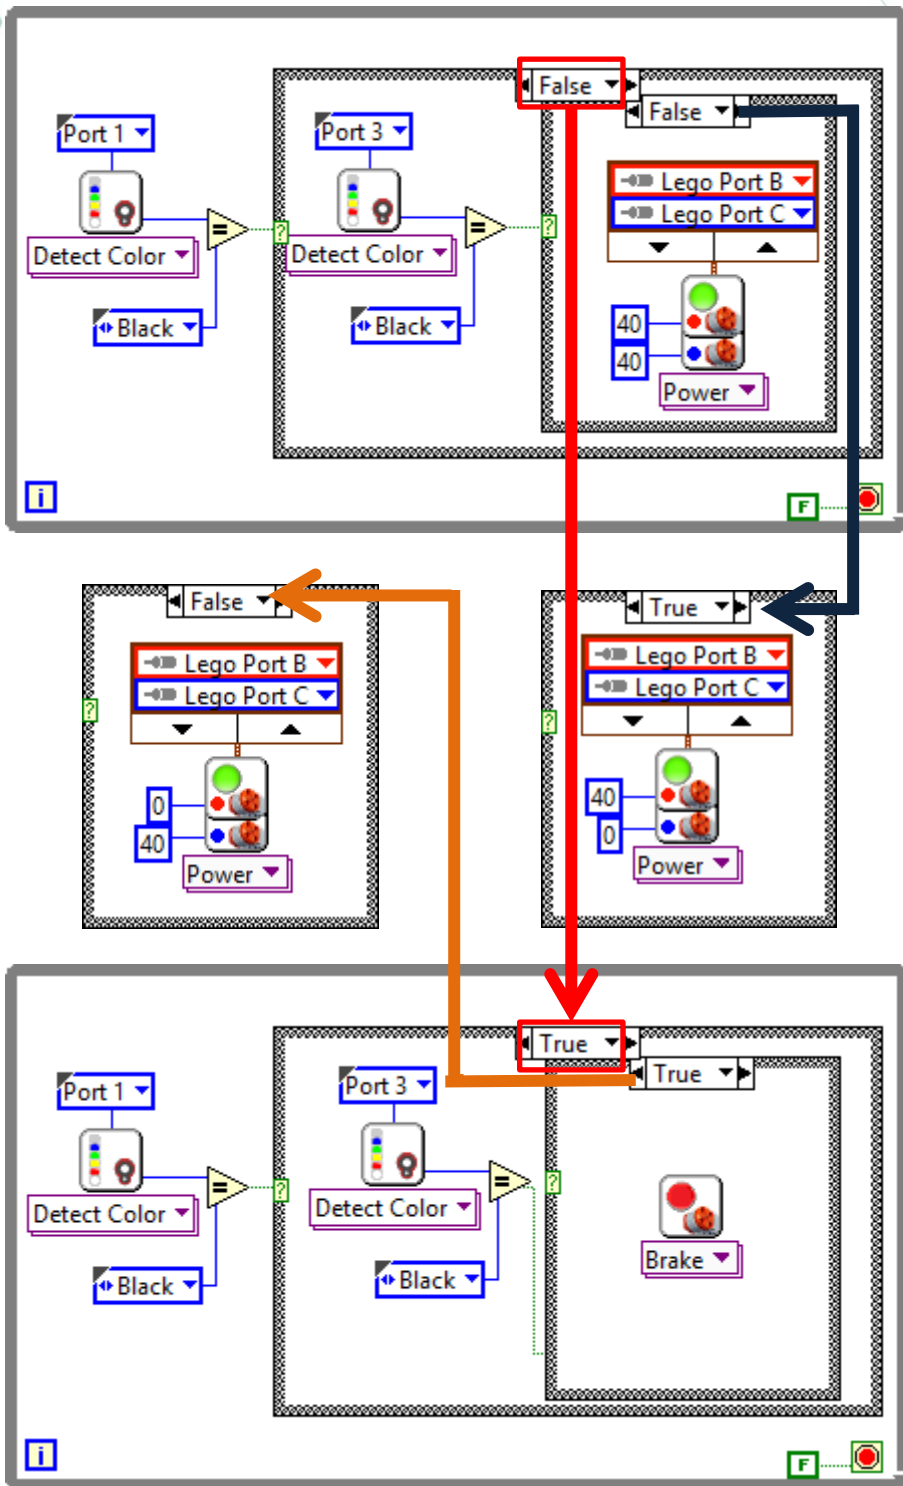 False
False
Port 1
Port 3
Lego Port B
Lego Port C
=
=
?
?
Detect Color
Detect Color
Black
Black
40
40
Power
i
F
False
True
Lego Port B
Lego Port C
Lego Port B
Lego Port C
?
?
0
40
40
0
Power
Power
True
True
Port 1
Port 3
=
=
?
?
Detect Color
Detect Color
Black
Black
Brake
i
F